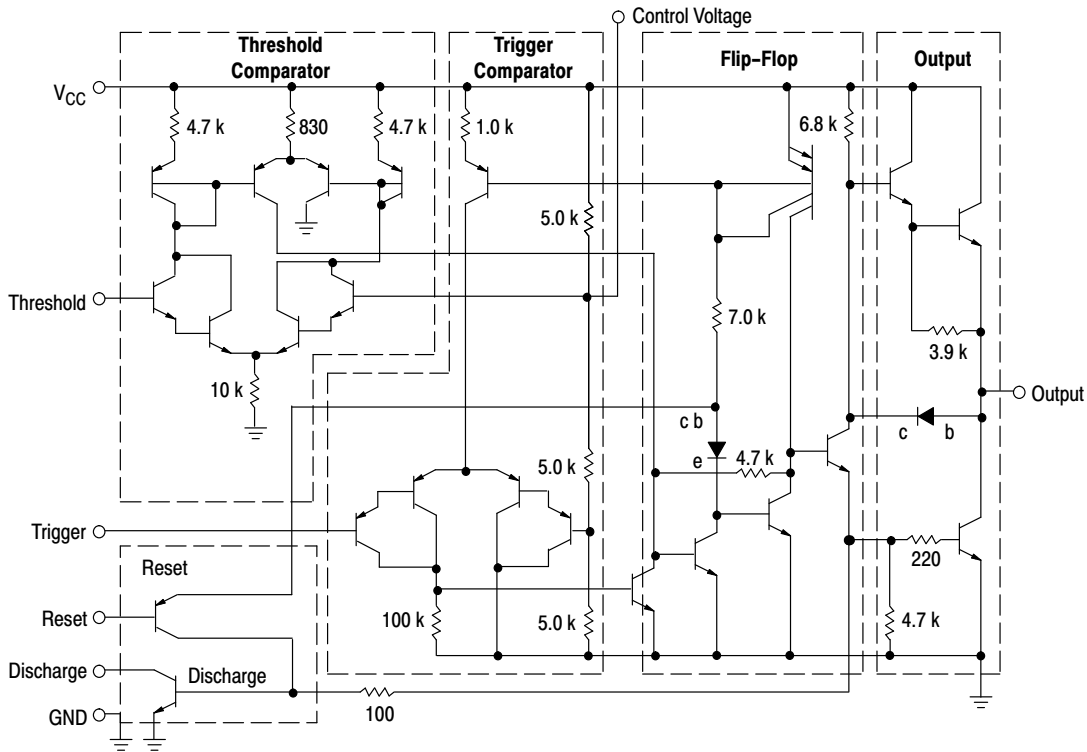 Control Voltage
Threshold
Comparator
Trigger
Comparator
Flip–Flop
Output
VCC
4.7 k
830
4.7 k
1.0 k
6.8 k
5.0 k
Threshold
7.0 k
3.9 k
10 k
Output
c b
c
b
e
4.7 k
5.0 k
Trigger
Reset
220
Reset
100 k
5.0 k
4.7 k
Discharge
Discharge
GND
100